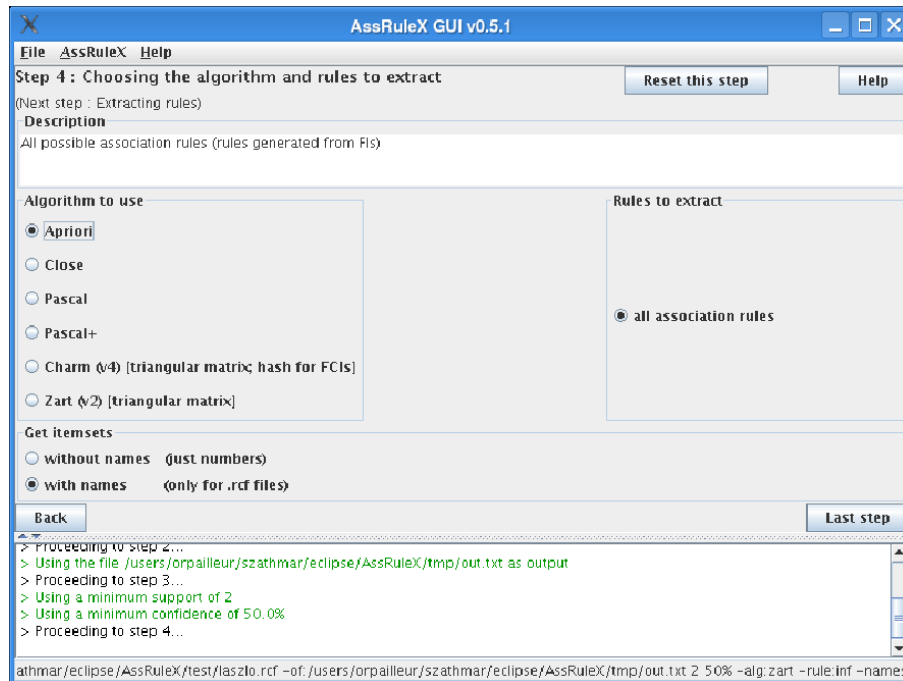 AssRuleX GUI v0.5.1
File AssRuleX Help
Step 4 : Choosing the algorithm and rules to extract
Reset this step
Help
(Next step : Extracting rules)
Description
All possible association rules (rules generated from FIs)
Algorithm to use
Apriori
Close
Pascal
Pascal+
Charm (v4) [triangular matrix; hash for FCIs]
Zart (v2) [triangular matrix]
Rules to extract
all association rules
Get itemsets
without names (just numbers)
with names (only for .rcf files)
Back
Last step
> Proceeding to step 2...
> Using the file /users/orpailleur/szathmar/eclipse/AssRuleX/tmp/out.txt as output
> Proceeding to step 3...
> Using a minimum support of 2
> Using a minimum confidence of 50.0%
> Proceeding to step 4...
athmar/eclipse/AssRuleX/test/laszlo.rcf -of:/users/orpailleur/szathmar/eclipse/AssRuleX/tmp/out.txt 2 50% -alg:zart -rule:inf -names